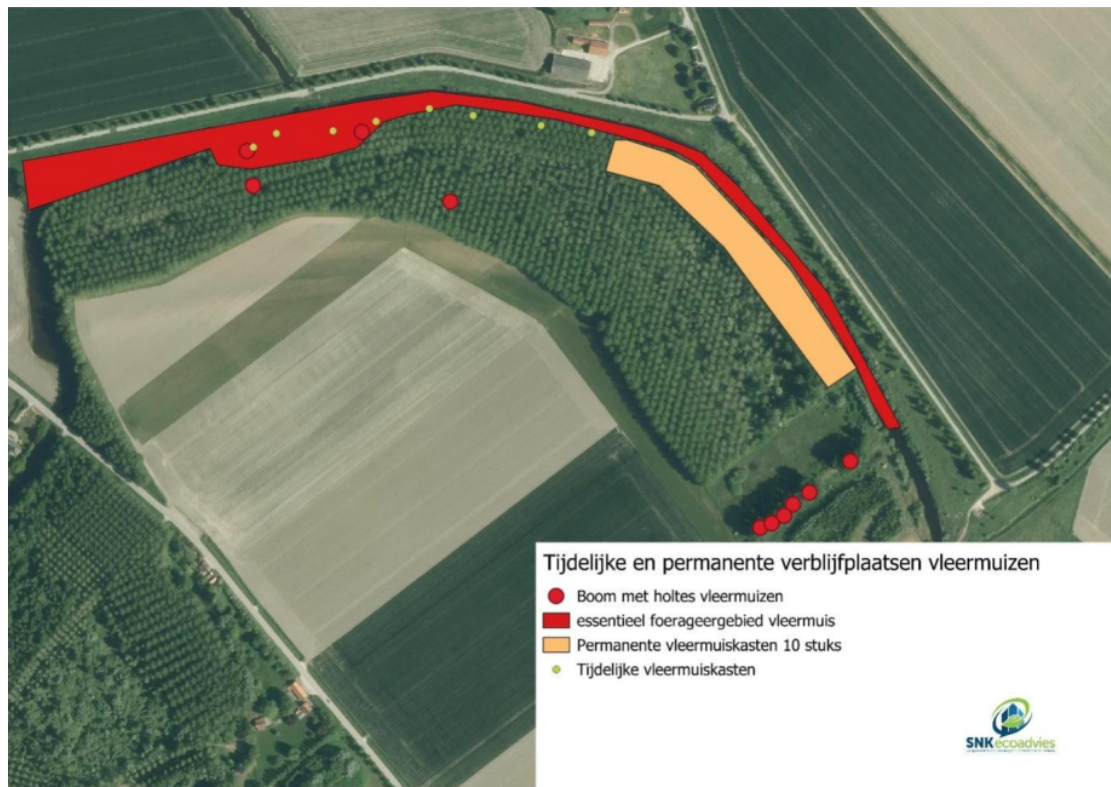 Tijdelijke en permanente verblijfplaatsen vleermuizen
Boom met holtes vleermuizen
essentieel foerageergebied vleermuis
Permanente vleermuiskasten 10 stuks
Tijdelijke vleermuiskasten
SNKecoadvies